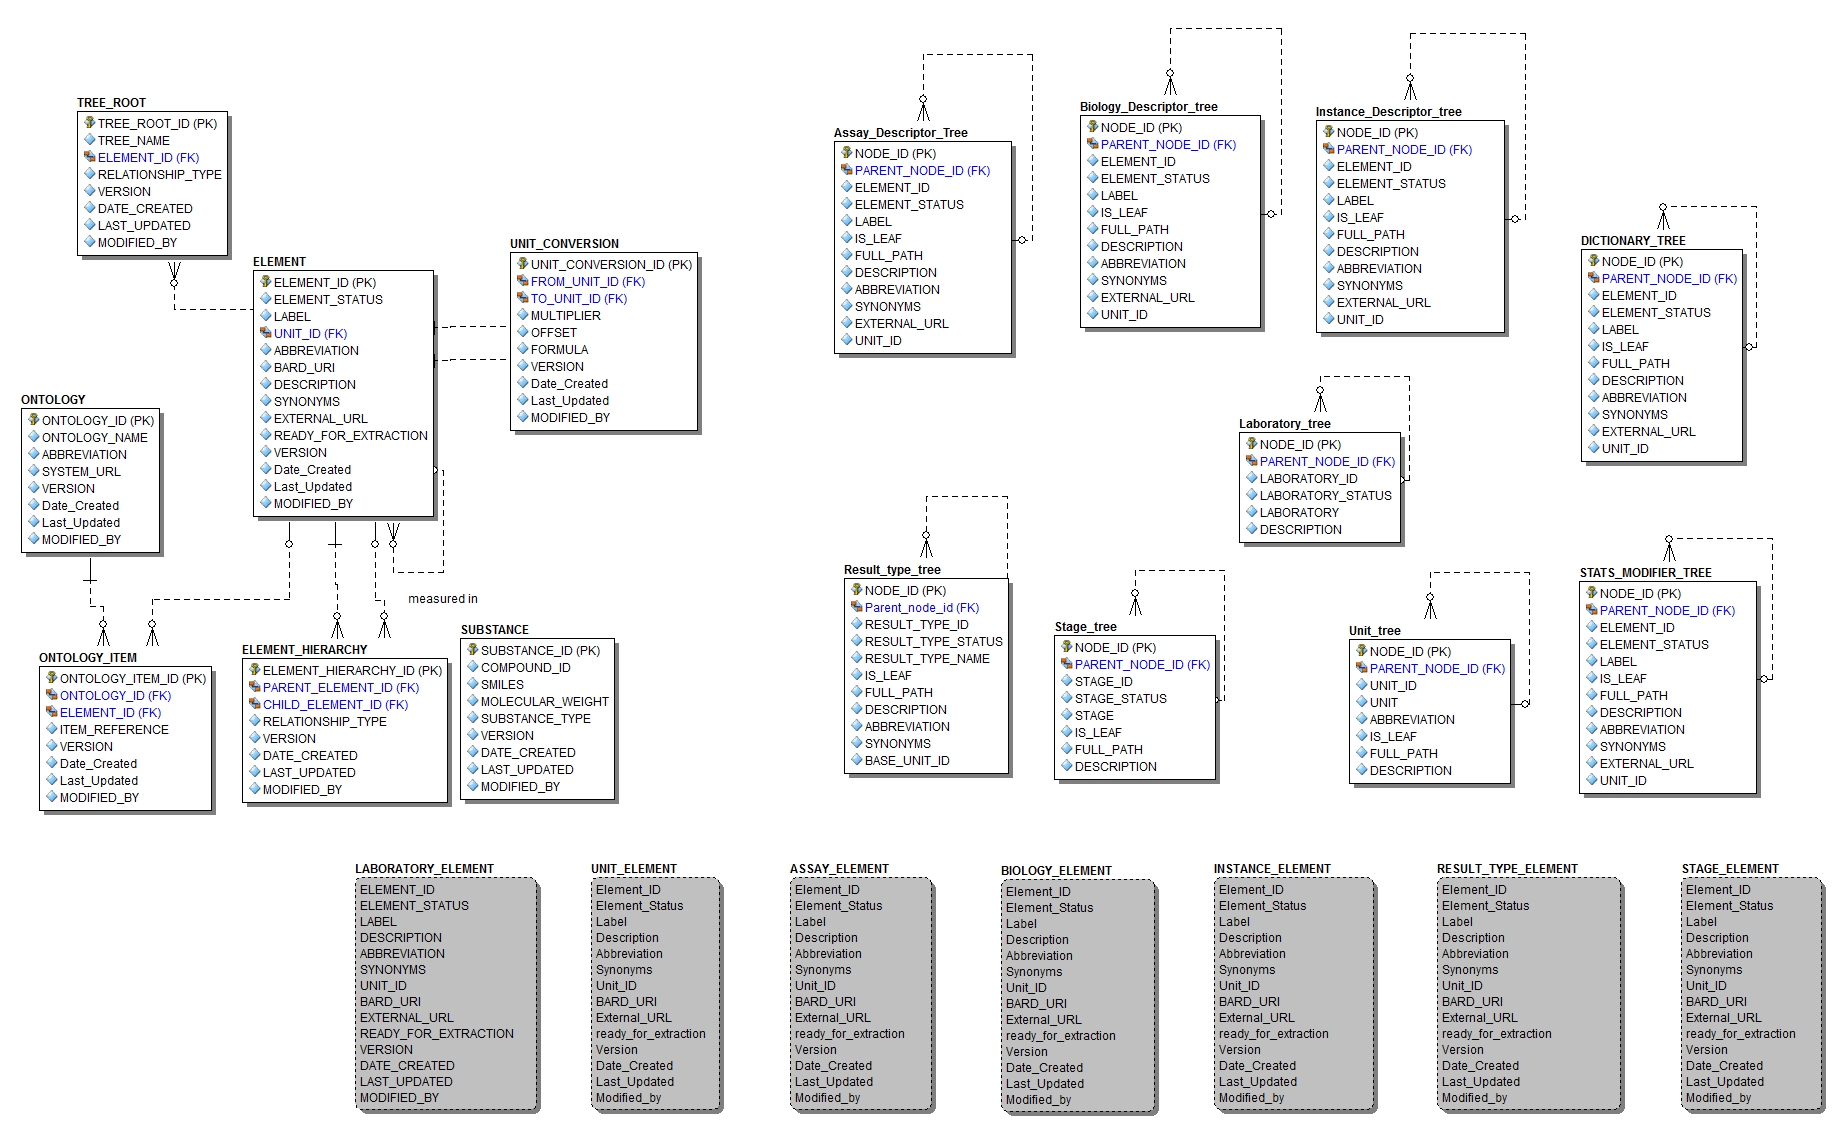 TREE_ROOT
TREE_ROOT_ID (PK)
TREE_NAME
ELEMENT_ID (FK)
RELATIONSHIP_TYPE
VERSION
DATE_CREATED
LAST_UPDATED
MODIFIED_BY
ELEMENT
ELEMENT_ID (PK)
ELEMENT_STATUS
LABEL
UNIT_ID (FK)
ABBREVIATION
BARD_URI
DESCRIPTION
SYNONYMS
EXTERNAL_URL
READY_FOR_EXTRACTION
VERSION
Date_Created
Last_Updated
MODIFIED_BY
UNIT_CONVERSION
UNIT_CONVERSION_ID (PK)
FROM_UNIT_ID (FK)
TO_UNIT_ID (FK)
MULTIPLIER
OFFSET
FORMULA
VERSION
Date_Created
Last_Updated
MODIFIED_BY
ONTOLOGY
ONTOLOGY_ID (PK)
ONTOLOGY_NAME
ABBREVIATION
SYSTEM_URL
VERSION
Date_Created
Last_Updated
MODIFIED_BY
measured in
ONTOLOGY_ITEM
ONTOLOGY_ITEM_ID (PK)
ONTOLOGY_ID (FK)
ELEMENT_ID (FK)
ITEM_REFERENCE
VERSION
Date_Created
Last_Updated
MODIFIED_BY
ELEMENT_HIERARCHY
ELEMENT_HIERARCHY_ID (PK)
PARENT_ELEMENT_ID (FK)
CHILD_ELEMENT_ID (FK)
RELATIONSHIP_TYPE
VERSION
DATE_CREATED
LAST_UPDATED
MODIFIED_BY
SUBSTANCE
SUBSTANCE_ID (PK)
COMPOUND_ID
SMILES
MOLECULAR_WEIGHT
SUBSTANCE_TYPE
VERSION
DATE_CREATED
LAST_UPDATED
MODIFIED_BY
Assay_Descriptor_Tree
NODE_ID (PK)
PARENT_NODE_ID (FK)
ELEMENT_ID
ELEMENT_STATUS
LABEL
IS_LEAF
FULL_PATH
DESCRIPTION
ABBREVIATION
SYNONYMS
EXTERNAL_URL
UNIT_ID
Biology_Descriptor_tree
NODE_ID (PK)
PARENT_NODE_ID (FK)
ELEMENT_ID
ELEMENT_STATUS
LABEL
IS_LEAF
FULL_PATH
DESCRIPTION
ABBREVIATION
SYNONYMS
EXTERNAL_URL
UNIT_ID
Instance_Descriptor_tree
NODE_ID (PK)
PARENT_NODE_ID (FK)
ELEMENT_ID
ELEMENT_STATUS
LABEL
IS_LEAF
FULL_PATH
DESCRIPTION
ABBREVIATION
SYNONYMS
EXTERNAL_URL
UNIT_ID
DICTIONARY_TREE
NODE_ID (PK)
PARENT_NODE_ID (FK)
ELEMENT_ID
ELEMENT_STATUS
LABEL
IS_LEAF
FULL_PATH
DESCRIPTION
ABBREVIATION
SYNONYMS
EXTERNAL_URL
UNIT_ID
Laboratory_tree
NODE_ID (PK)
PARENT_NODE_ID (FK)
LABORATORY_ID
LABORATORY_STATUS
LABORATORY
DESCRIPTION
Result_type_tree
NODE_ID (PK)
Parent_node_id (FK)
RESULT_TYPE_ID
RESULT_TYPE_STATUS
RESULT_TYPE_NAME
IS_LEAF
FULL_PATH
DESCRIPTION
ABBREVIATION
SYNONYMS
BASE_UNIT_ID
Stage_tree
NODE_ID (PK)
PARENT_NODE_ID (FK)
STAGE_ID
STAGE_STATUS
STAGE
IS_LEAF
FULL_PATH
DESCRIPTION
Unit_tree
NODE_ID (PK)
PARENT_NODE_ID (FK)
UNIT_ID
UNIT
ABBREVIATION
IS_LEAF
FULL_PATH
DESCRIPTION
STATS_MODIFIER_TREE
NODE_ID (PK)
PARENT_NODE_ID (FK)
ELEMENT_ID
ELEMENT_STATUS
LABEL
IS_LEAF
FULL_PATH
DESCRIPTION
ABBREVIATION
SYNONYMS
EXTERNAL_URL
UNIT_ID
LABORATORY_ELEMENT
ELEMENT_ID
ELEMENT_STATUS
LABEL
DESCRIPTION
ABBREVIATION
SYNONYMS
UNIT_ID
BARD_URI
EXTERNAL_URL
READY_FOR_EXTRACTION
VERSION
DATE_CREATED
LAST_UPDATED
MODIFIED_BY
UNIT_ELEMENT
Element_ID
Element_Status
Label
Description
Abbreviation
Synonyms
Unit_ID
BARD_URI
External_URL
ready_for_extraction
Version
Date_Created
Last_Updated
Modified_by
ASSAY_ELEMENT
Element_ID
Element_Status
Label
Description
Abbreviation
Synonyms
Unit_ID
BARD_URI
External_URL
ready_for_extraction
Version
Date_Created
Last_Updated
Modified_by
BIOLOGY_ELEMENT
Element_ID
Element_Status
Label
Description
Abbreviation
Synonyms
Unit_ID
BARD_URI
External_URL
ready_for_extraction
Version
Date_Created
Last_Updated
Modified_by
INSTANCE_ELEMENT
Element_ID
Element_Status
Label
Description
Abbreviation
Synonyms
Unit_ID
BARD_URI
External_URL
ready_for_extraction
Version
Date_Created
Last_Updated
Modified_by
RESULT_TYPE_ELEMENT
Element_ID
Element_Status
Label
Description
Abbreviation
Synonyms
Unit_ID
BARD_URI
External_URL
ready_for_extraction
Version
Date_Created
Last_Updated
Modified_by
STAGE_ELEMENT
Element_ID
Element_Status
Label
Description
Abbreviation
Synonyms
Unit_ID
BARD_URI
External_URL
ready_for_extraction
Version
Date_Created
Last_Updated
Modified_by